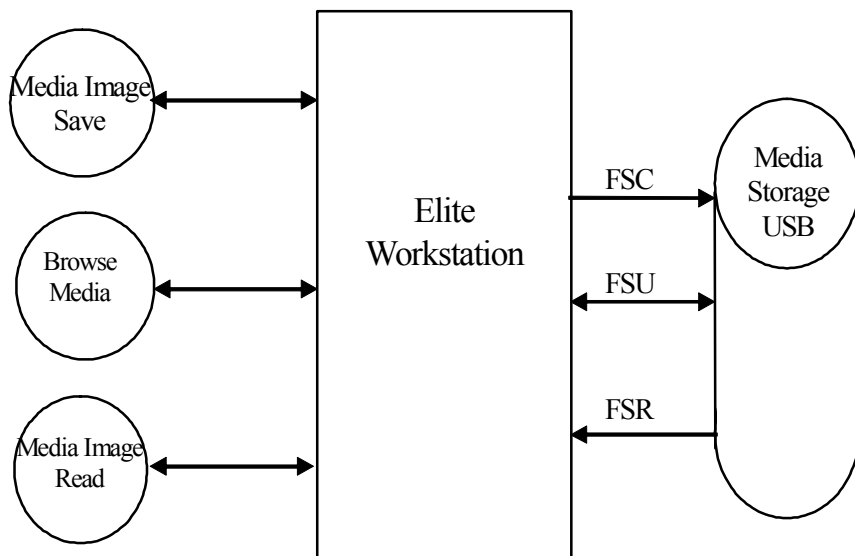 Media Image
Save
Browse
Media
Media Image
Read
Elite
Workstation
FSC
FSU
FSR
Media
Storage
USB